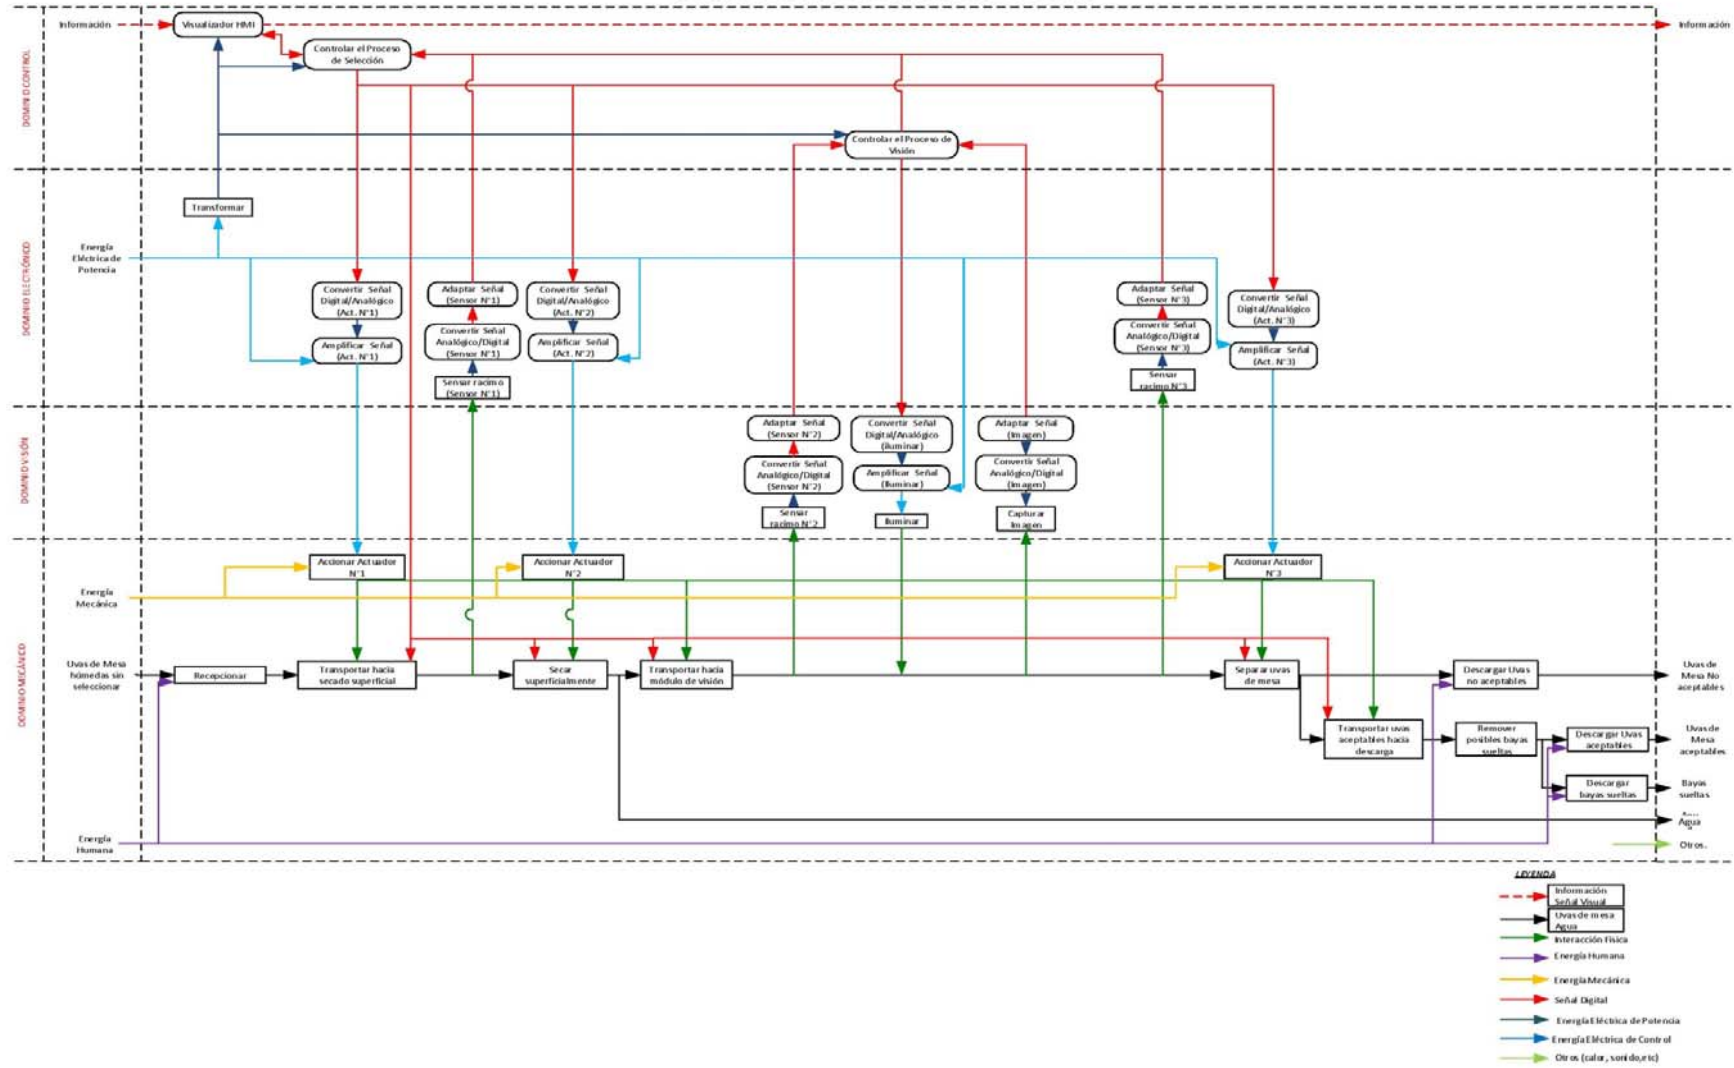 Información
Visualizador HMI
Información
Controlar el Proceso
de Selección
DOMINIO CONTROL
Controlar el Proceso de
Visión
Transformar
DOMINIO ELECTRÓNICO
Energía
Eléctrica de
Potencia
Convertir Señal
Digital/Analógico
(Act. N°1)
Amplificar Señal
(Act. N°1)
Adaptar Señal
(Sensor N°1)
Convertir Señal
Analógico/Digital
(Sensor N°1)
Sensar racimo
(Sensor N°1)
Convertir Señal
Digital/Analógico
(Act. N°2)
Amplificar Señal
(Act. N°2)
Adaptar Señal
(Sensor N°3)
Convertir Señal
Analógico/Digital
(Sensor N°3)
Sensar
racimo N°3
Convertir Señal
Digital/Analógico
(Act. N°3)
Amplificar Señal
(Act. N°3)
DOMINIO VISIÓN
Adaptar Señal
(Sensor N°2)
Convertir Señal
Analógico/Digital
(Sensor N°2)
Sensar
racimo N°2
Convertir Señal
Digital/Analógico
(iluminar)
Amplificar Señal
(Iluminar)
Iluminar
Adaptar Señal
(Imagen)
Convertir Señal
Analógico/Digital
(Imagen)
Capturar
Imagen
DOMINIO MECÁNICO
Accionar Actuador
N°1
Accionar Actuador
N°2
Accionar Actuador
N°3
Energía
Mecánica
Uvas de Mesa
húmedas sin
seleccionar
Recepcionar
Transportar hacia
secado superficial
Secar
superficialmente
Transportar hacia
módulo de visión
Separar uvas
de mesa
Descargar Uvas
no aceptables
Uvas de
Mesa No
aceptables
Transportar uvas
aceptables hacia
descarga
Remover
posibles bayas
sueltas
Descargar Uvas
aceptables
Uvas de
Mesa
aceptables
Descargar
bayas sueltas
Bayas
sueltas
Agua
Energía
Humana
Otros.
LEYENDA
Información
Señal Visual
Uvas de mesa
Agua
Interacción Física
Energía Humana
Energía Mecánica
Señal Digital
Energía Eléctrica de Potencia
Energía Eléctrica de Control
Otros (calor, sonido,etc)